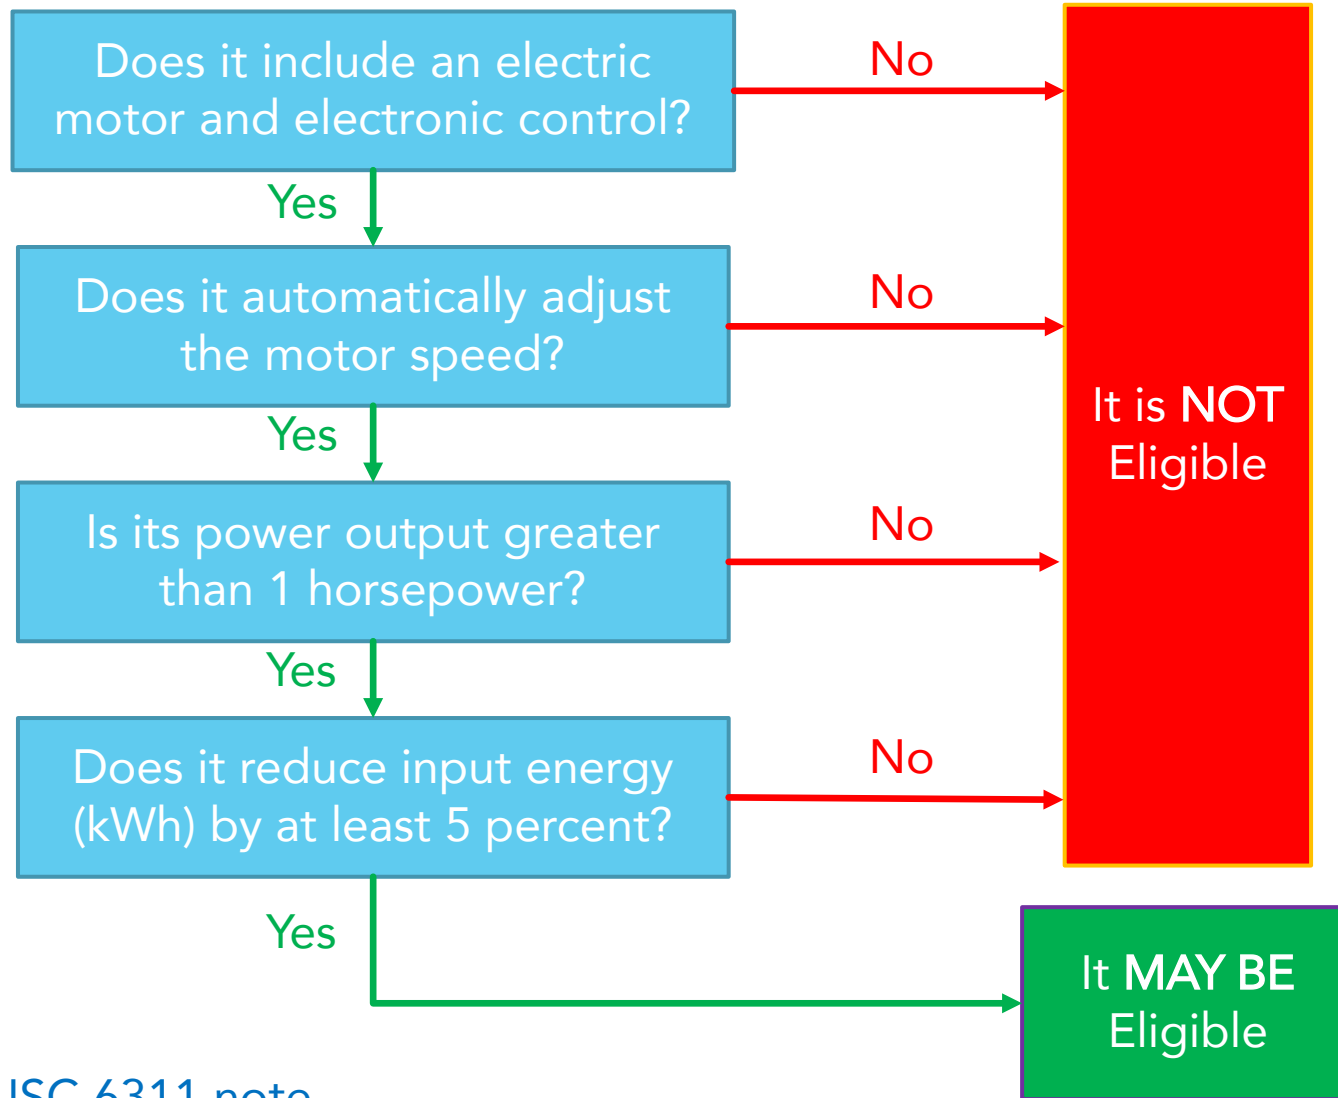 Does it include an electric
motor and electronic control?
No
Yes
Does it automatically adjust
the motor speed?
No
Yes
It is NOT
Eligible
Is its power output greater
than 1 horsepower?
No
Yes
Does it reduce input energy
(kWh) by at least 5 percent?
No
Yes
It MAY BE
Eligible
6311 note